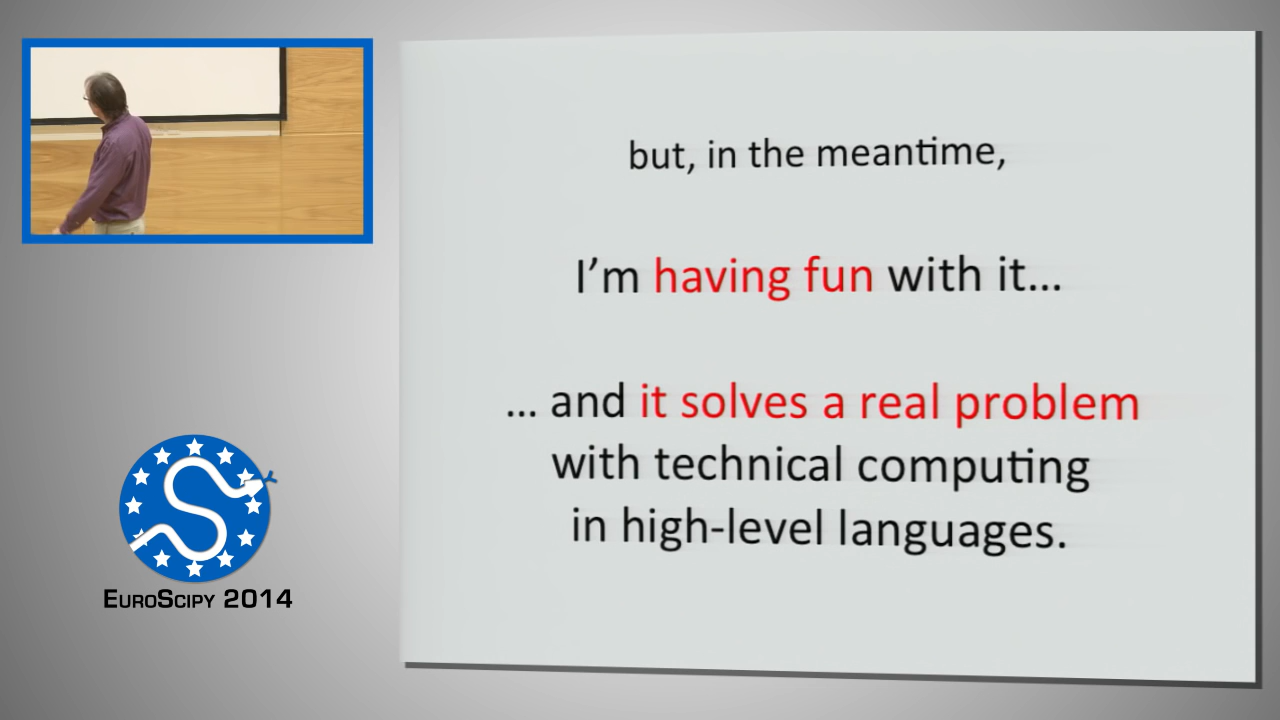 but, in the meantime,
I'm having fun with it...
... and it solves a real problem
with technical computing
in high-level languages.
EuroScipy 2014